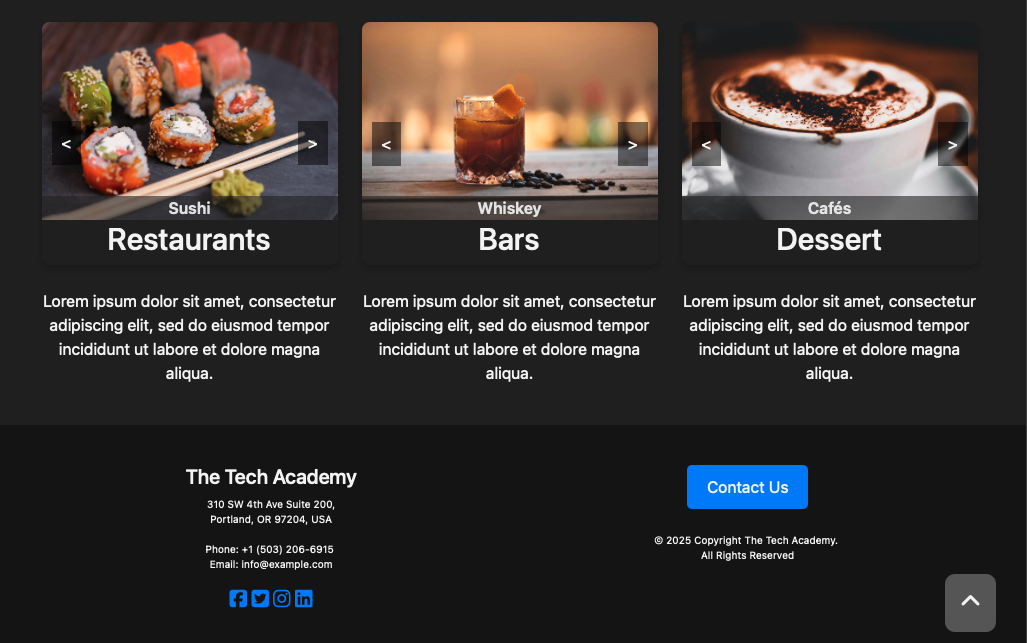 < >
Sushi
Restaurants
Lorem ipsum dolor sit amet, consectetur
adipiscing elit, sed do eiusmod tempor
incididunt ut labore et dolore magna
aliqua.
< >
Whiskey
Bars
Lorem ipsum dolor sit amet, consectetur
adipiscing elit, sed do eiusmod tempor
incididunt ut labore et dolore magna
aliqua.
< >
Cafés
Dessert
Lorem ipsum dolor sit amet, consectetur
adipiscing elit, sed do eiusmod tempor
incididunt ut labore et dolore magna
aliqua.
The Tech Academy
310 SW 4th Ave Suite 200,
Portland, OR 97204, USA
Phone: +1 (503) 206-6915
Email: info@example.com
Contact Us
© 2025 Copyright The Tech Academy.
All Rights Reserved